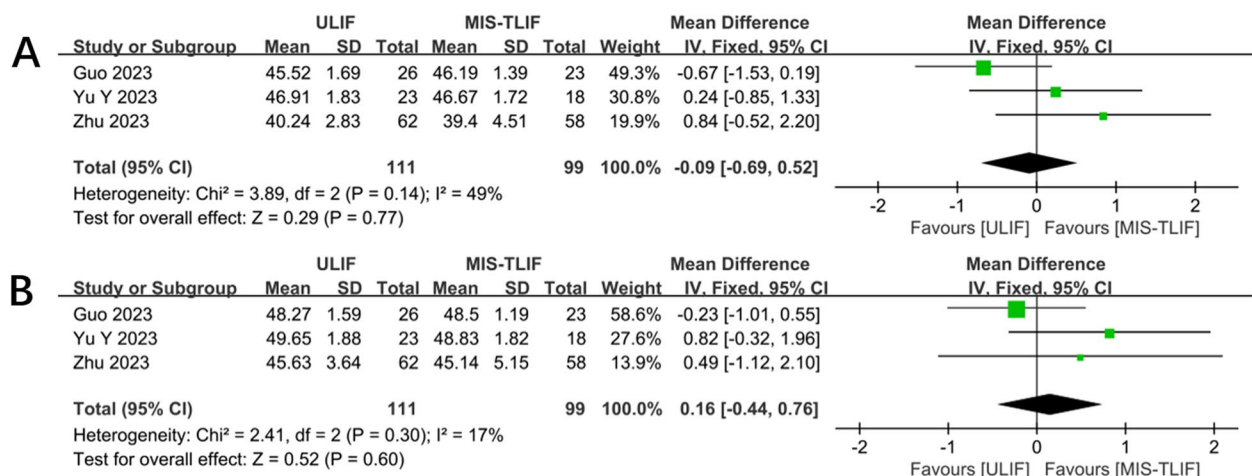 A
ULIF MIS-TLIF Mean Difference Mean Difference
Study or Subgroup Mean SD Total Mean SD Total Weight IV, Fixed, 95% CI IV, Fixed, 95% CI
Guo 2023 45.52 1.69 26 46.19 1.39 23 49.3% -0.67 [-1.53, 0.19]
Yu Y 2023 46.91 1.83 23 46.67 1.72 18 30.8% 0.24 [-0.85, 1.33]
Zhu 2023 40.24 2.83 62 39.4 4.51 58 19.9% 0.84 [-0.52, 2.20]
Total (95% CI) 111 99 100.0% -0.09 [-0.69, 0.52]
Heterogeneity: Chi² = 3.89, df = 2 (P = 0.14); I² = 49%
Test for overall effect: Z = 0.29 (P = 0.77)
-2 -1 0 1 2
Favours [ULIF] Favours [MIS-TLIF]
B
ULIF MIS-TLIF Mean Difference Mean Difference
Study or Subgroup Mean SD Total Mean SD Total Weight IV, Fixed, 95% CI IV, Fixed, 95% CI
Guo 2023 48.27 1.59 26 48.5 1.19 23 58.6% -0.23 [-1.01, 0.55]
Yu Y 2023 49.65 1.88 23 48.83 1.82 18 27.6% 0.82 [-0.32, 1.96]
Zhu 2023 45.63 3.64 62 45.14 5.15 58 13.9% 0.49 [-1.12, 2.10]
Total (95% CI) 111 99 100.0% 0.16 [-0.44, 0.76]
Heterogeneity: Chi² = 2.41, df = 2 (P = 0.30); I² = 17%
Test for overall effect: Z = 0.52 (P = 0.60)
-2 -1 0 1 2
Favours [ULIF] Favours [MIS-TLIF]